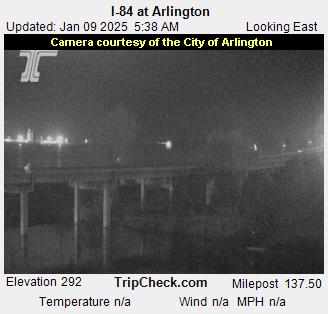 I-84 at Arlington
Updated: Jan 09 2025 5:38 AM Looking East
Camera courtesy of the City of Arlington
Elevation 292 TripCheck.com Milepost 137.50
Temperature n/a Wind n/a MPH n/a